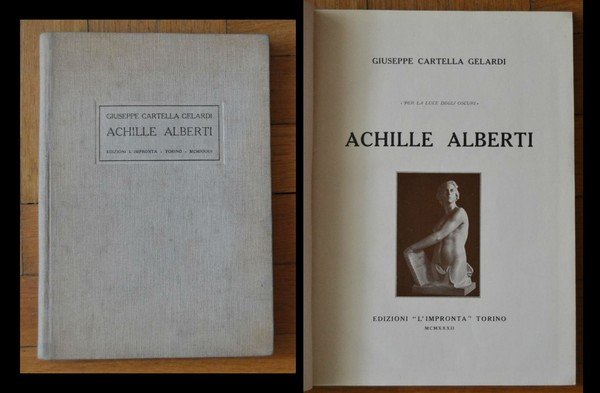 GIUSEPPE CARTELLA GELARDI
ACHILLE ALBERTI
EDIZIONI L'IMPRONTA - TORINO - MCMXXXII
GIUSEPPE CARTELLA GELARDI
«PER LA LUCE DEGLI OSCURI»
ACHILLE ALBERTI
EDIZIONI "L'IMPRONTA" TORINO
MCMXXXII